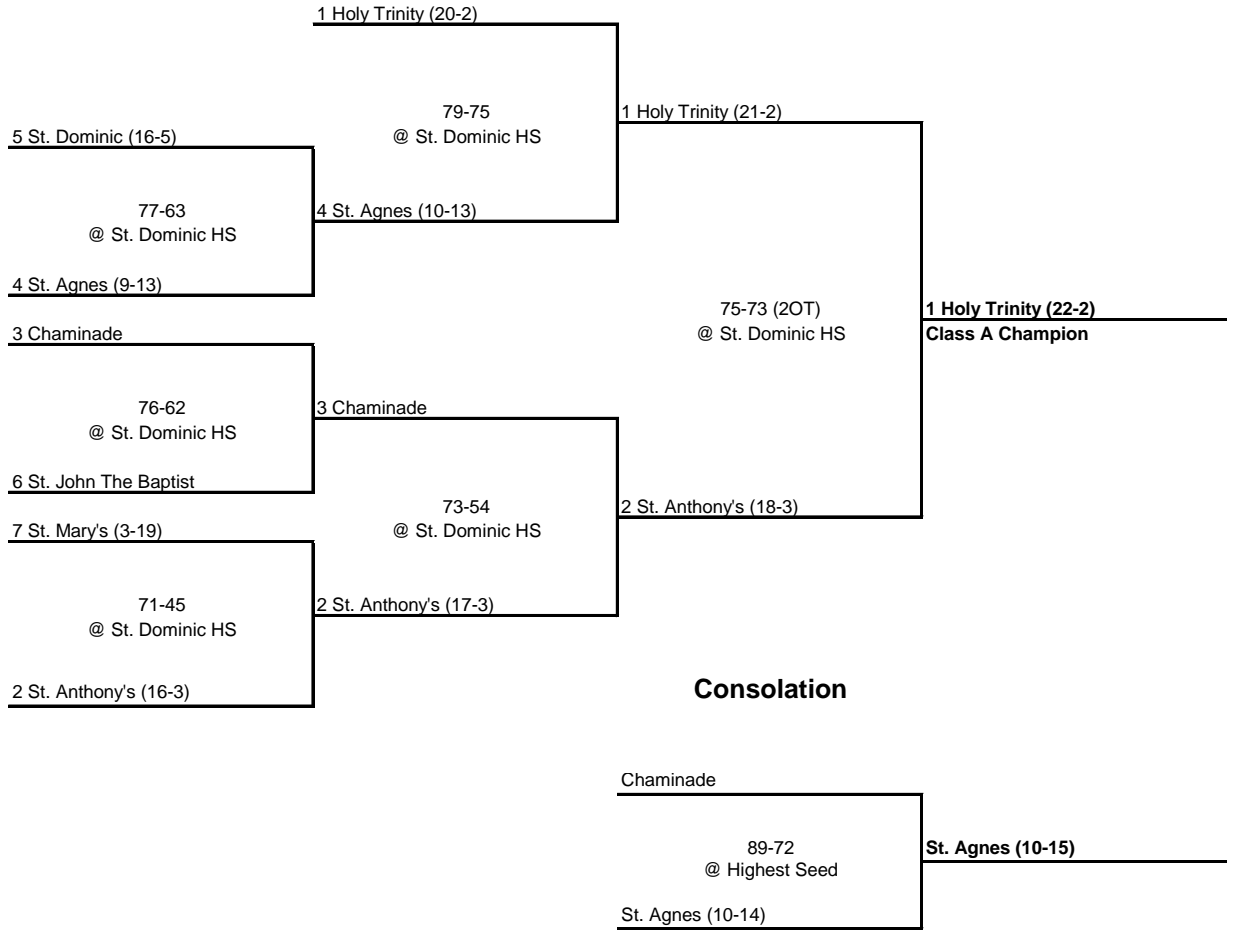 1 Holy Trinity (20-2)
79-75
@ St. Dominic HS
1 Holy Trinity (21-2)
5 St. Dominic (16-5)
77-63
@ St. Dominic HS
4 St. Agnes (10-13)
4 St. Agnes (9-13)
75-73 (2OT)
@ St. Dominic HS
1 Holy Trinity (22-2)
Class A Champion
3 Chaminade
76-62
@ St. Dominic HS
3 Chaminade
6 St. John The Baptist
73-54
@ St. Dominic HS
2 St. Anthony's (18-3)
7 St. Mary's (3-19)
71-45
@ St. Dominic HS
2 St. Anthony's (17-3)
2 St. Anthony's (16-3)
Consolation
Chaminade
89-72
@ Highest Seed
St. Agnes (10-15)
St. Agnes (10-14)